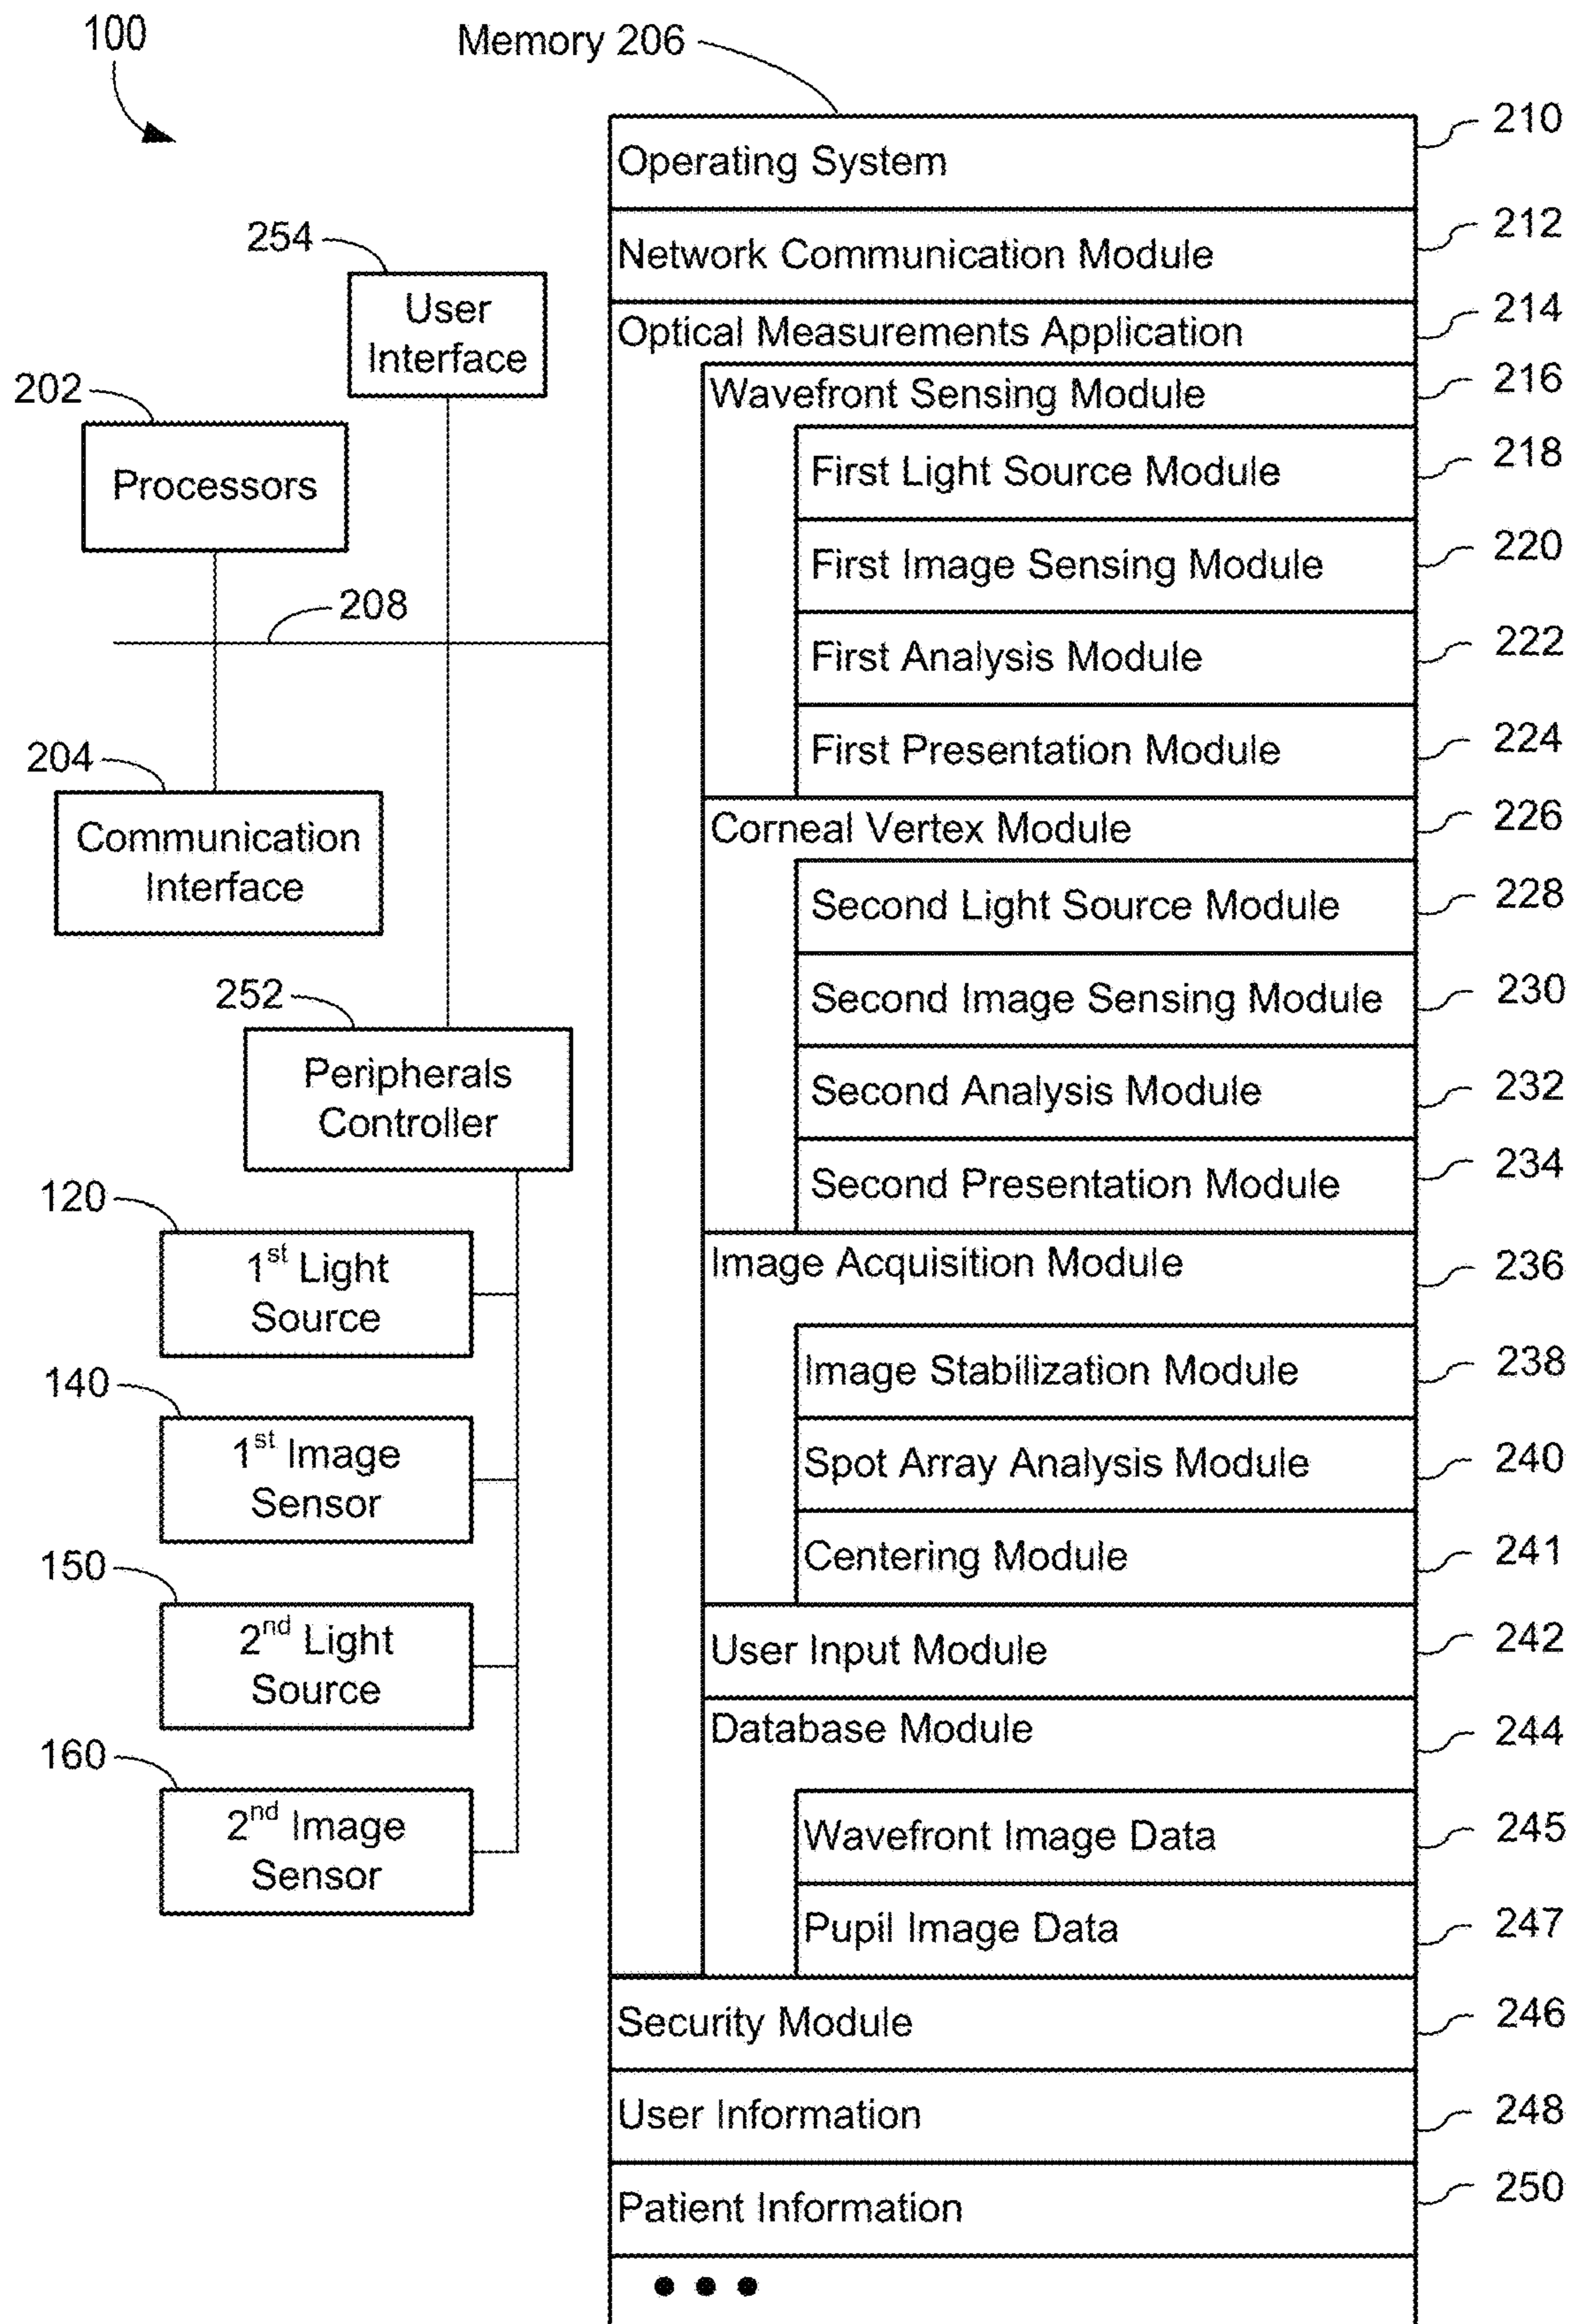 100
Memory 206
Operating System
210
Network Communication Module
212
Optical Measurements Application
214
Wavefront Sensing Module
216
First Light Source Module
218
First Image Sensing Module
220
First Analysis Module
222
First Presentation Module
224
Corneal Vertex Module
226
Second Light Source Module
228
Second Image Sensing Module
230
Second Analysis Module
232
Second Presentation Module
234
Image Acquisition Module
236
Image Stabilization Module
238
Spot Array Analysis Module
240
Centering Module
241
User Input Module
242
Database Module
244
Wavefront Image Data
245
Pupil Image Data
247
Security Module
246
User Information
248
Patient Information
250
• • •
254
User
Interface
202
Processors
208
204
Communication
Interface
252
Peripherals
Controller
120
1st Light
Source
140
1st Image
Sensor
150
2nd Light
Source
160
2nd Image
Sensor